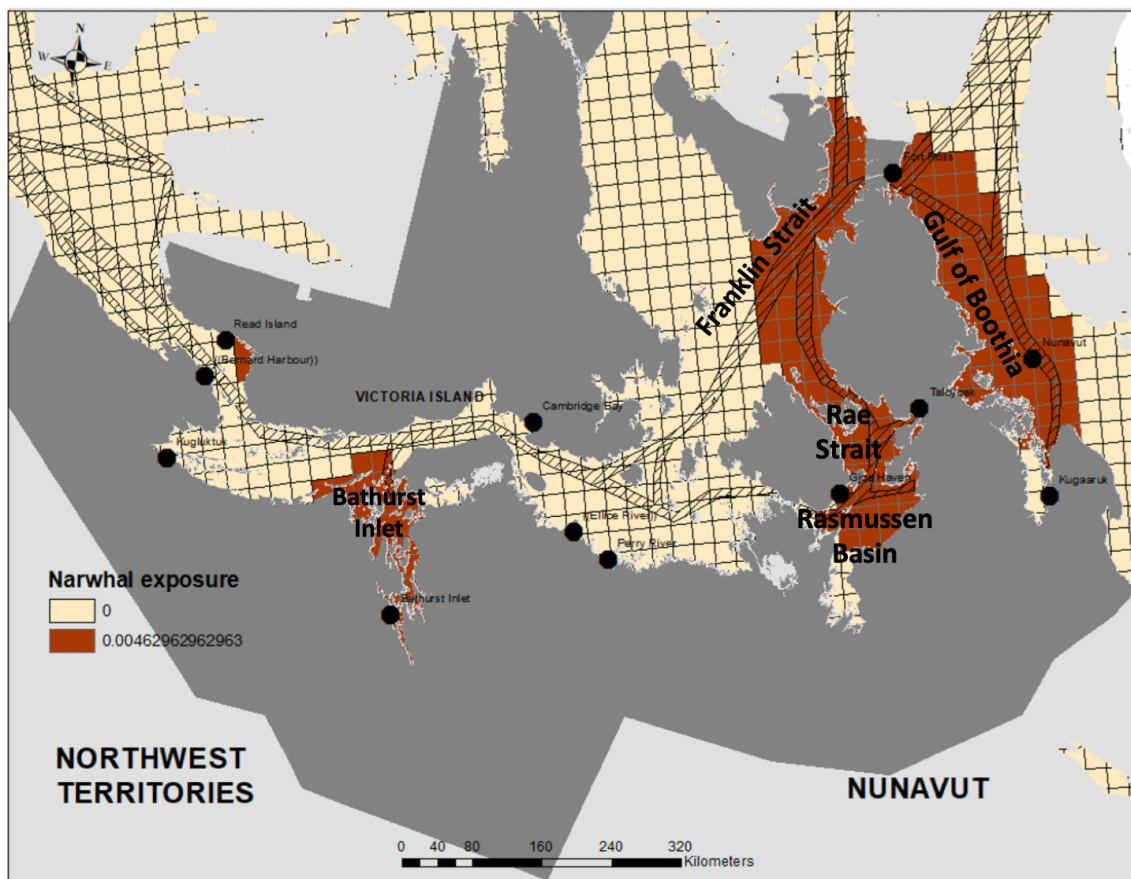 N
W
E
Fort Ross
Franklin Strait
Gulf of Boothia
Read Island
((Bernard Harbour))
Nunavut
VICTORIA ISLAND
Cambridge Bay
Rae
Strait
Kugluktuk
Gjoa Haven
Kugaaruk
Bathurst
Inlet
((Ellice River))
Rasmussen
Basin
Perry River
Bathurst Inlet
Narwhal exposure
0
0.00462962962963
NORTHWEST
TERRITORIES
NUNAVUT
0 40 80 160 240 320
Kilometers